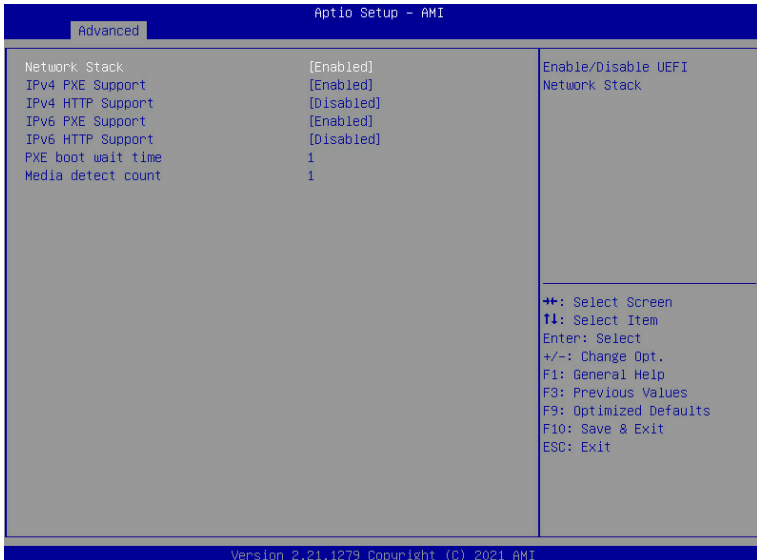 Aptio Setup – AMI
Advanced
Network Stack [Enabled]
IPv4 PXE Support [Enabled]
IPv4 HTTP Support [Disabled]
IPv6 PXE Support [Enabled]
IPv6 HTTP Support [Disabled]
PXE boot wait time 1
Media detect count 1
Enable/Disable UEFI
Network Stack
→←: Select Screen
↑↓: Select Item
Enter: Select
+/-: Change Opt.
F1: General Help
F3: Previous Values
F9: Optimized Defaults
F10: Save & Exit
ESC: Exit
Version 2.21.1279 Copyright (C) 2021 AMI